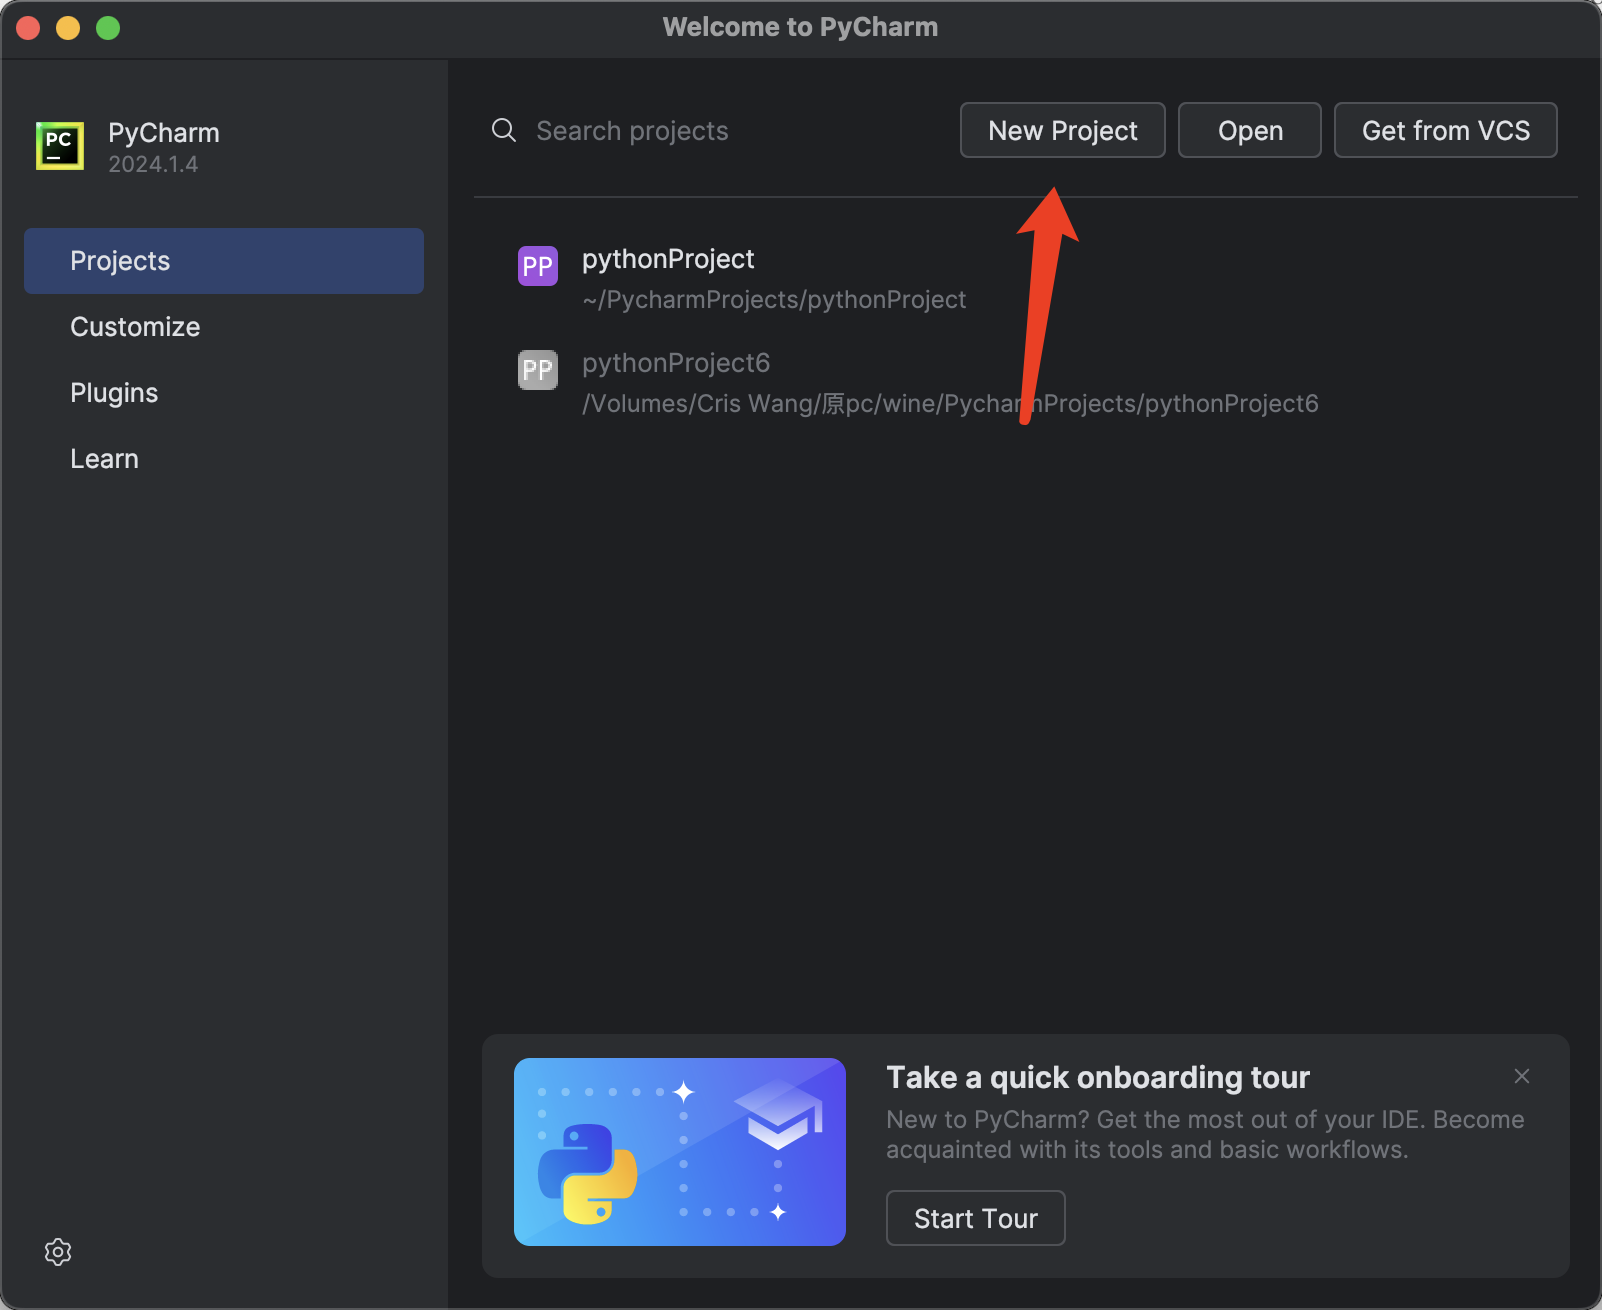 Welcome to PyCharm
PC
PyCharm
2024.1.4
Projects
Customize
Plugins
Learn
Search projects
New Project
Open
Get from VCS
PP
pythonProject
~/PycharmProjects/pythonProject
PP
pythonProject6
/Volumes/Cris Wang/原pc/wine/PycharmProjects/pythonProject6
Take a quick onboarding tour
New to PyCharm? Get the most out of your IDE. Become
acquainted with its tools and basic workflows.
Start Tour